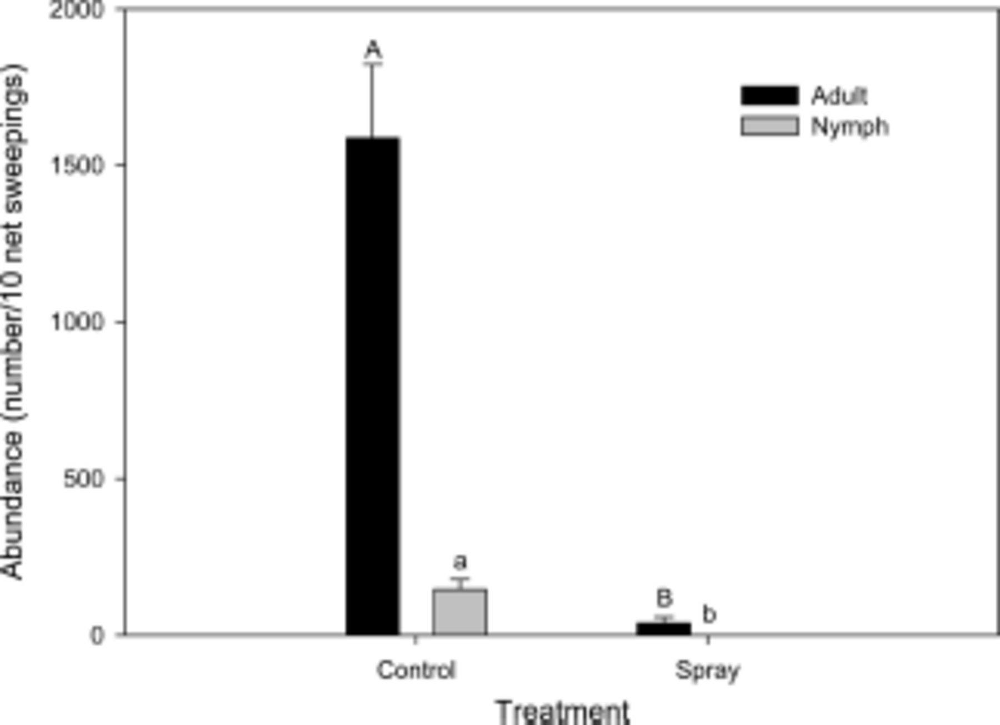 2000
1500
1000
500
0
Abundance (number/10 net sweepings)
A
a
B
b
Adult
Nymph
Control
Spray
Treatment